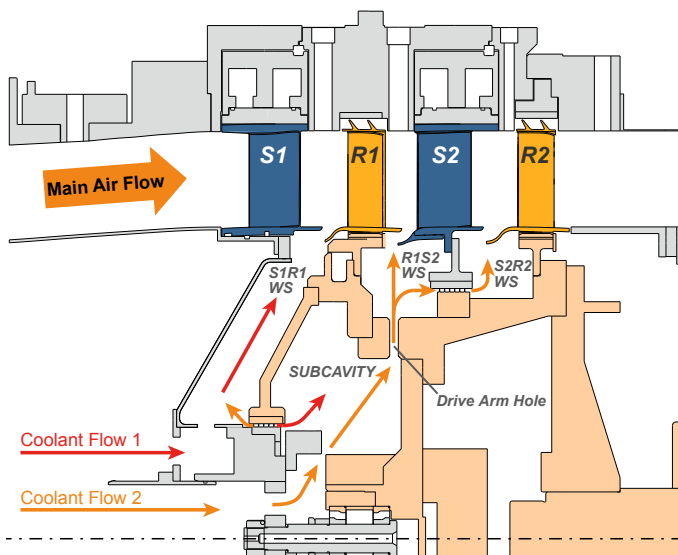 S1
R1
S2
R2
Main Air Flow
S1R1
WS
R1S2
WS
S2R2
WS
SUBCAVITY
Drive Arm Hole
Coolant Flow 1
Coolant Flow 2